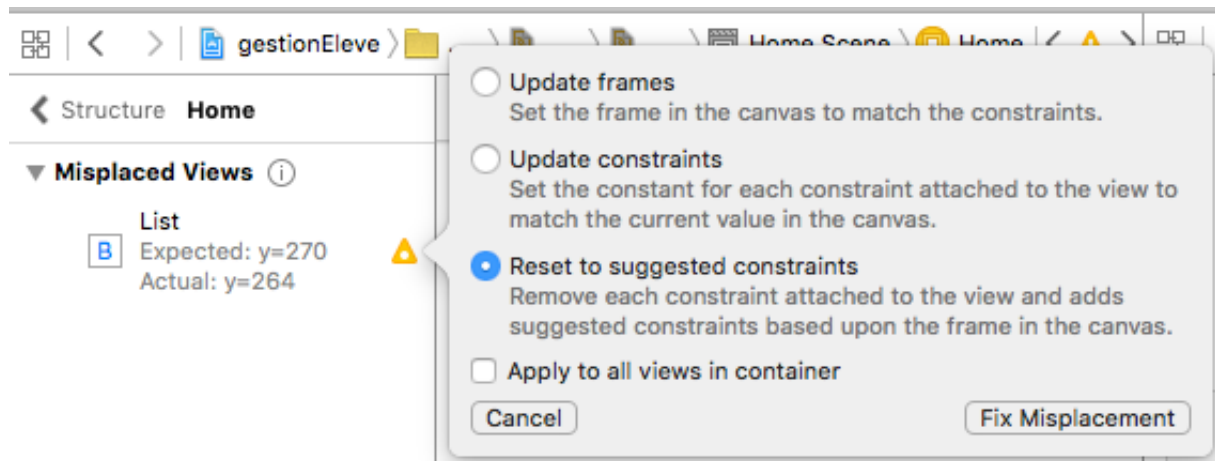 gestionEleve
Home Scene
Home
Structure Home
Misplaced Views
List
B
Expected: y=270
Actual: y=264
Update frames
Set the frame in the canvas to match the constraints.
Update constraints
Set the constant for each constraint attached to the view to
match the current value in the canvas.
Reset to suggested constraints
Remove each constraint attached to the view and adds
suggested constraints based upon the frame in the canvas.
Apply to all views in container
Cancel
Fix Misplacement